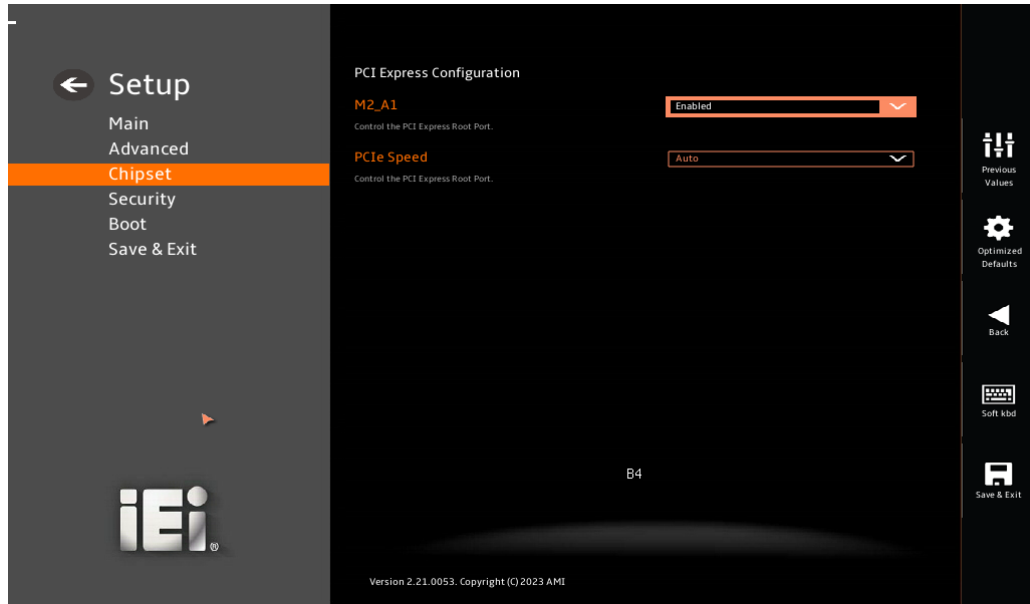 Setup
Main
Advanced
Chipset
Security
Boot
Save & Exit
iEi®
PCI Express Configuration
M2_A1
Enabled
Control the PCI Express Root Port.
PCIe Speed
Auto
Control the PCI Express Root Port.
B4
Version 2.21.0053. Copyright (C) 2023 AMI
Previous
Values
Optimized
Defaults
Back
Soft kbd
Save & Exit